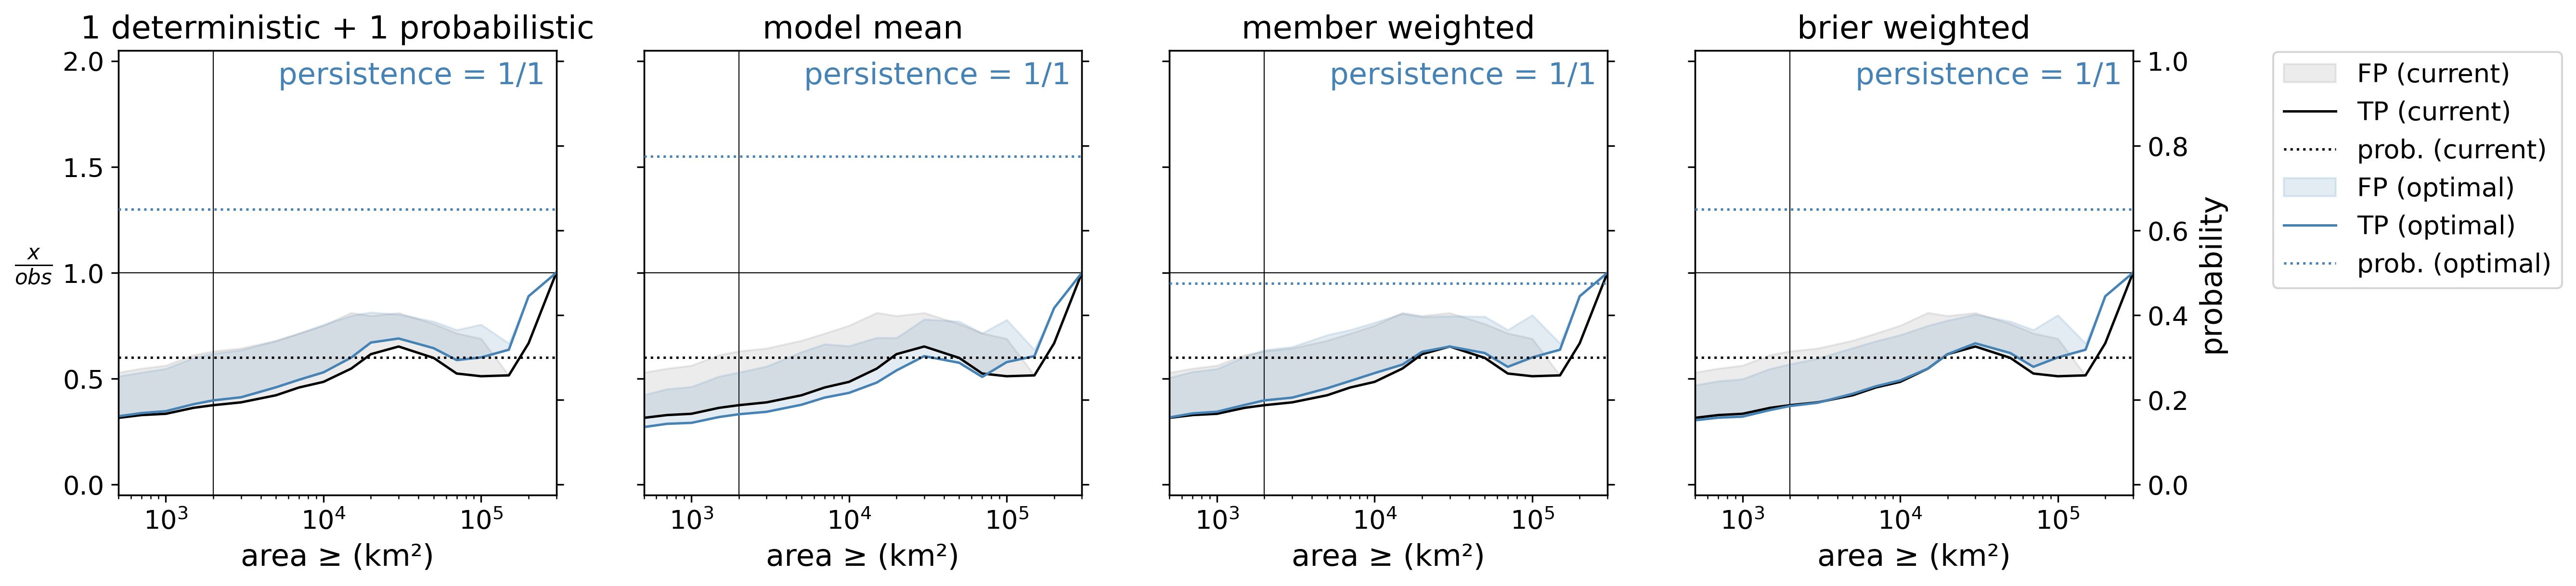 1 deterministic + 1 probabilistic
model mean
member weighted
brier weighted
persistence = 1/1
persistence = 1/1
persistence = 1/1
persistence = 1/1
x
obs
2.0
1.5
1.0
0.5
0.0
10³
10⁴
10⁵
10³
10⁴
10⁵
10³
10⁴
10⁵
10³
10⁴
10⁵
area ≥ (km²)
area ≥ (km²)
area ≥ (km²)
area ≥ (km²)
1.0
0.8
0.6
0.4
0.2
0.0
probability
FP (current)
TP (current)
prob. (current)
FP (optimal)
TP (optimal)
prob. (optimal)